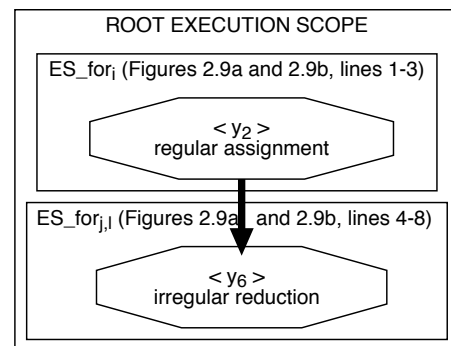 ROOT EXECUTION SCOPE
ES_for_i (Figures 2.9a and 2.9b, lines 1-3)
< y_2 >
regular assignment
ES_for_j,l (Figures 2.9a and 2.9b, lines 4-8)
< y_6 >
irregular reduction